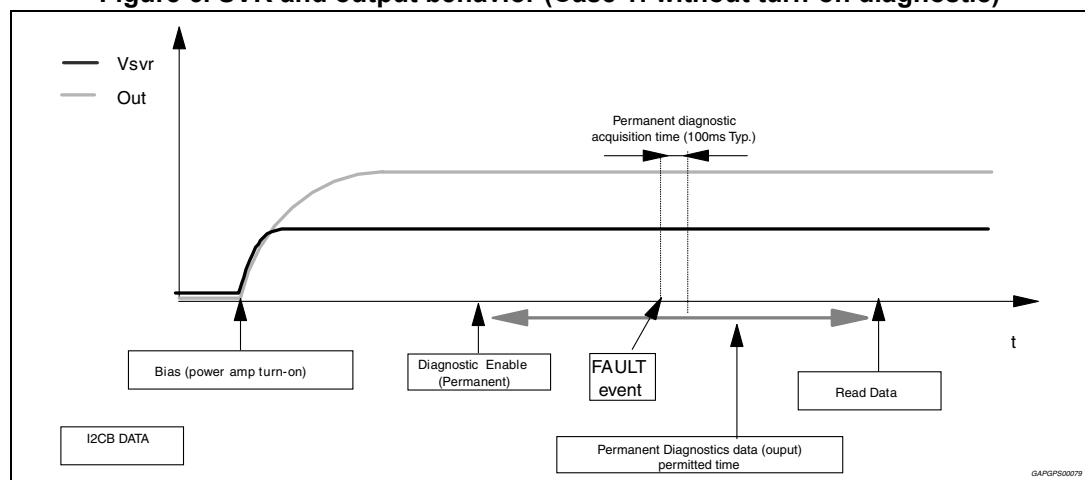 Vsvr
Out
Permanent diagnostic
acquisition time (100ms Typ.)
t
Bias (power amp turn-on)
Diagnostic Enable
(Permanent)
FAULT
event
Read Data
I2CB DATA
Permanent Diagnostics data (ouput)
permitted time
GAPGPS00079